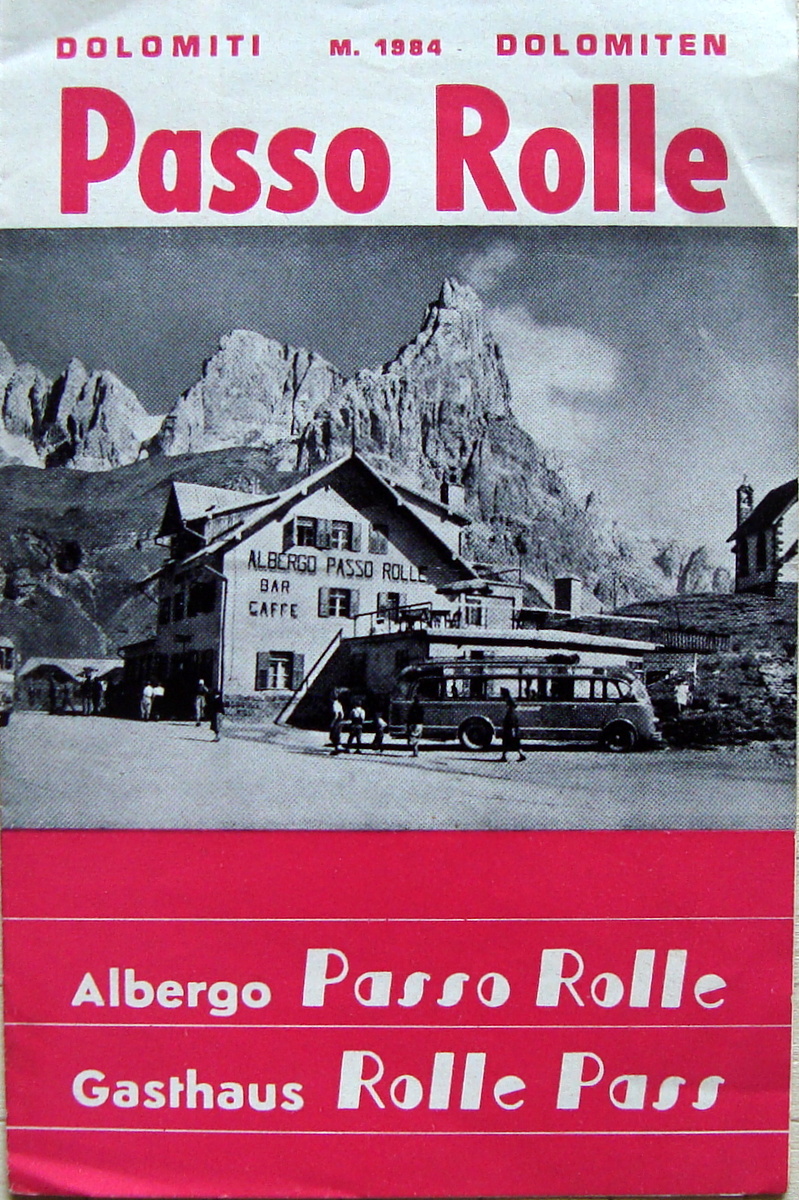 DOLOMITI M. 1984 DOLOMITEN
Passo Rolle
ALBERGO PASSO ROLLE
BAR
CAFFE
Albergo Passo Rolle
Gasthaus Rolle Pass